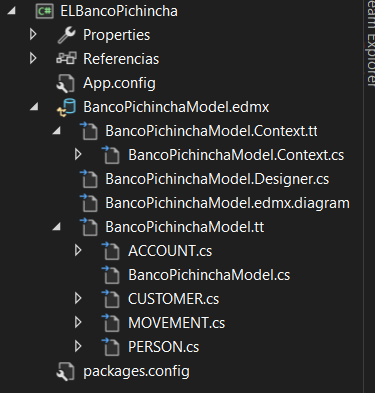 ELBancoPichincha
Properties
Referencias
App.config
BancoPichinchaModel.edmx
BancoPichinchaModel.Context.tt
BancoPichinchaModel.Context.cs
BancoPichinchaModel.Designer.cs
BancoPichinchaModel.edmx.diagram
BancoPichinchaModel.tt
ACCOUNT.cs
BancoPichinchaModel.cs
CUSTOMER.cs
MOVEMENT.cs
PERSON.cs
packages.config
Explorer